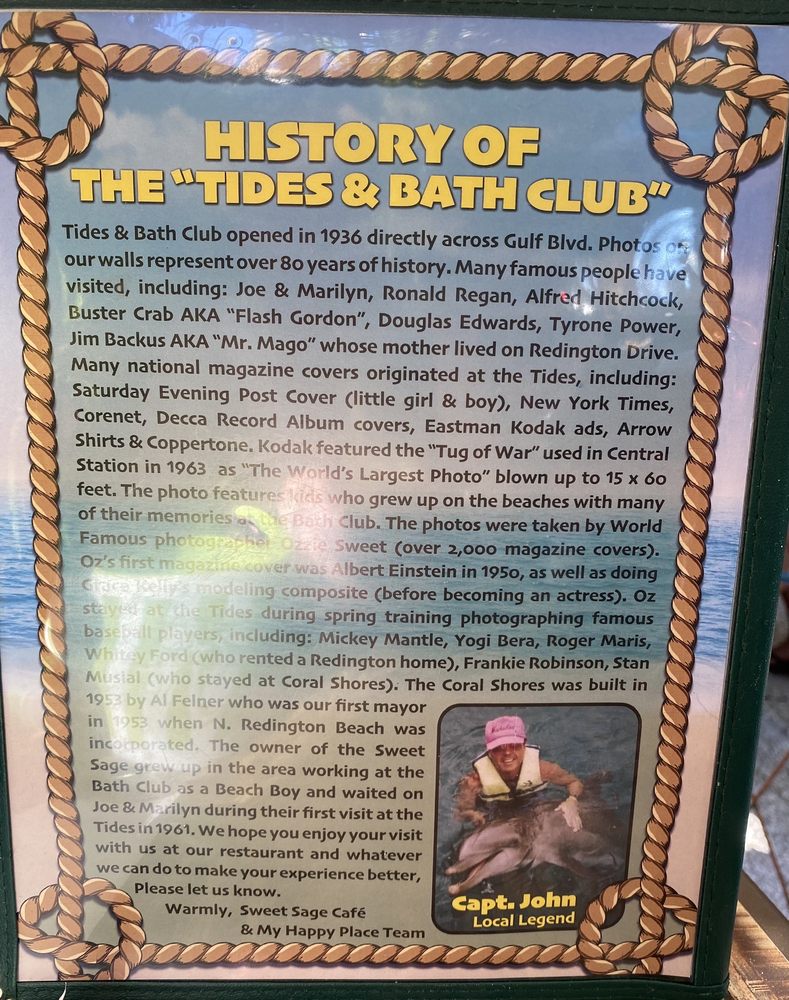 HISTORY OF
THE "TIDES & BATH CLUB"
Tides & Bath Club opened in 1936 directly across Gulf Blvd. Photos on
our walls represent over 80 years of history. Many famous people have
visited, including: Joe & Marilyn, Ronald Regan, Alfred Hitchcock,
Buster Crab AKA "Flash Gordon", Douglas Edwards, Tyrone Power,
Jim Backus AKA "Mr. Mago" whose mother lived on Redington Drive.
Many national magazine covers originated at the Tides, including:
Saturday Evening Post Cover (little girl & boy), New York Times,
Corenet, Decca Record Album covers, Eastman Kodak ads, Arrow
Shirts & Coppertone. Kodak featured the "Tug of War" used in Central
Station in 1963 as "The World's Largest Photo" blown up to 15 x 60
feet. The photo features kids who grew up on the beaches with many
of their memories at the Bath Club. The photos were taken by World
Famous photographer Ozzie Sweet (over 2,000 magazine covers).
Oz's first magazine cover was Albert Einstein in 1950, as well as doing
Grace Kelly's modeling composite (before becoming an actress). Oz
stayed at the Tides during spring training photographing famous
baseball players, including: Mickey Mantle, Yogi Bera, Roger Maris,
Whitey Ford (who rented a Redington home), Frankie Robinson, Stan
Musial (who stayed at Coral Shores). The Coral Shores was built in
1953 by Al Felner who was our first mayor
in 1953 when N. Redington Beach was
incorporated. The owner of the Sweet
Sage grew up in the area working at the
Bath Club as a Beach Boy and waited on
Joe & Marilyn during their first visit at the
Tides in 1961. We hope you enjoy your visit
with us at our restaurant and whatever
we can do to make your experience better,
Please let us know.
Warmly, Sweet Sage Café
& My Happy Place Team
Capt. John
Local Legend